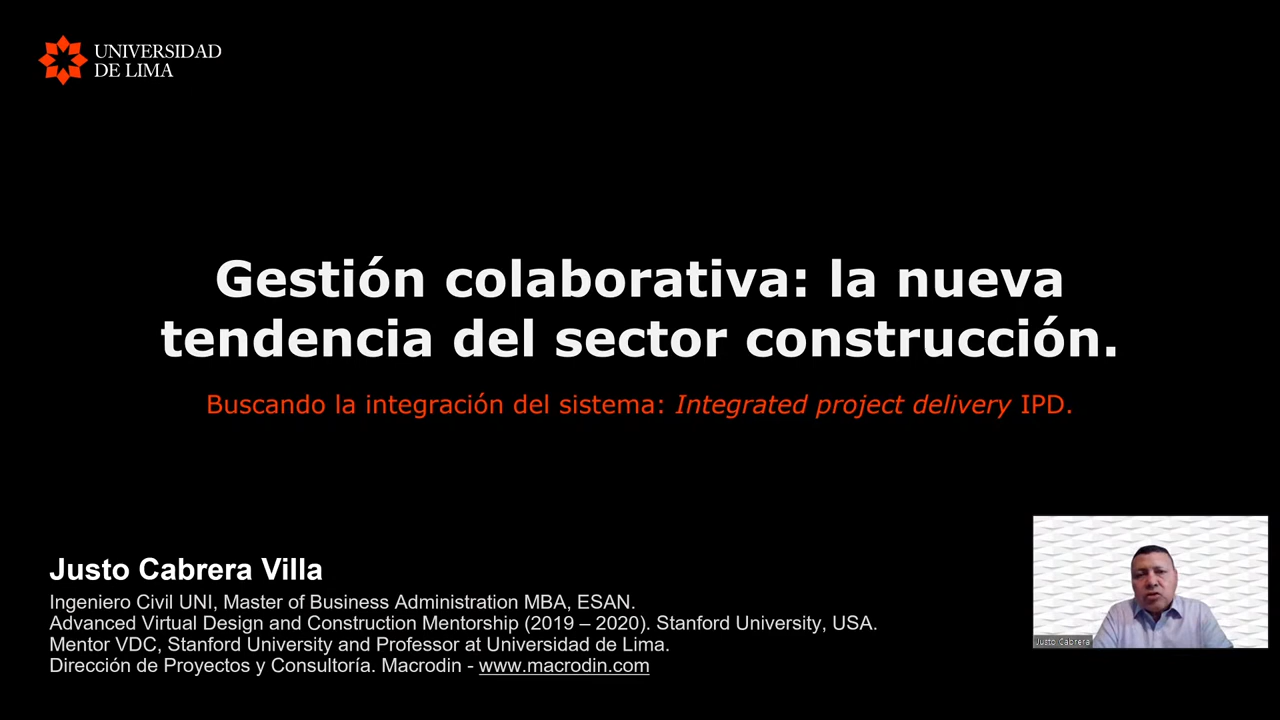 UNIVERSIDAD
DE LIMA
Gestión colaborativa: la nueva
tendencia del sector construcción.
Buscando la integración del sistema: Integrated project delivery IPD.
Justo Cabrera Villa
Ingeniero Civil UNI, Master of Business Administration MBA, ESAN.
Advanced Virtual Design and Construction Mentorship (2019 – 2020). Stanford University, USA.
Mentor VDC, Stanford University and Professor at Universidad de Lima.
Dirección de Proyectos y Consultoría. Macrodin - www.macrodin.com
Justo Cabrera